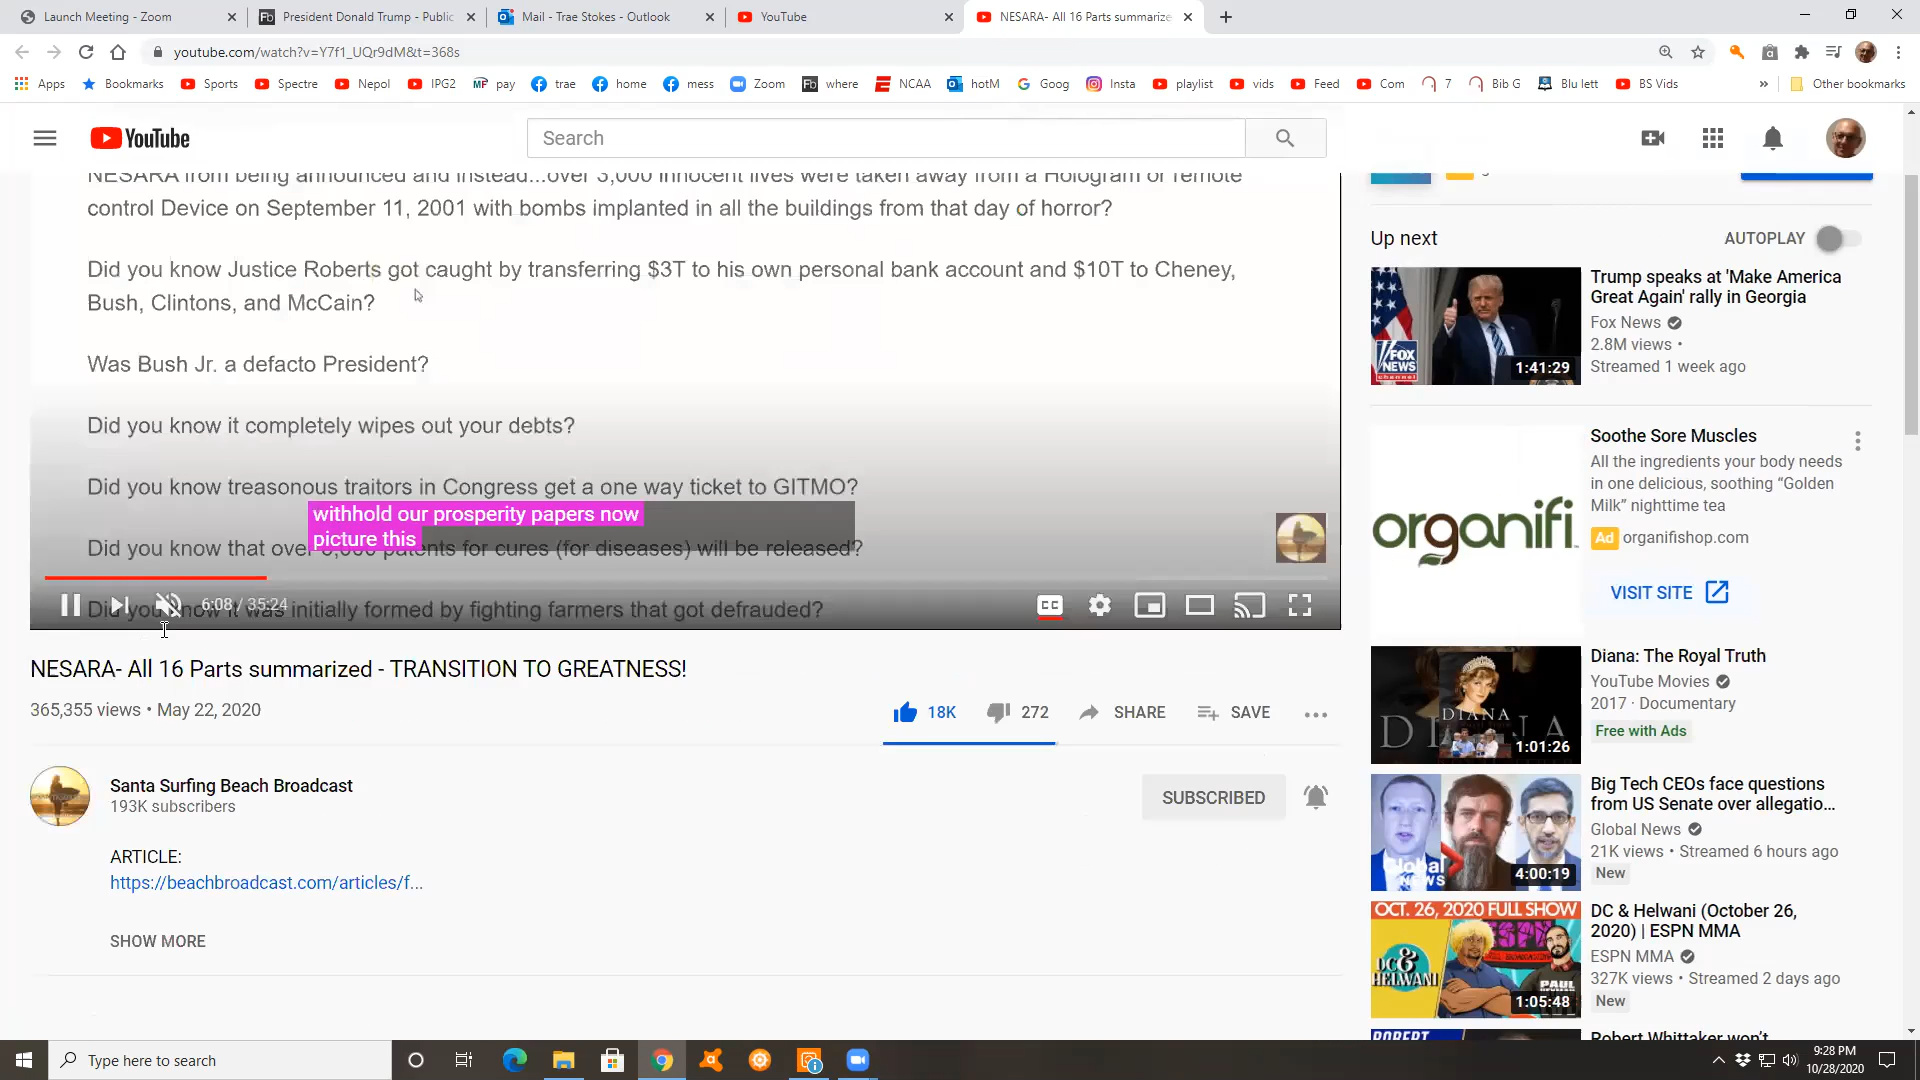 Launch Meeting - Zoom
President Donald Trump - Public
Mail - Trae Stokes - Outlook
YouTube
NESARA- All 16 Parts summarize
youtube.com/watch?v=Y7f1_UQr9dM&t=368s
Apps
Bookmarks
Sports
Spectre
Nepol
IPG2
pay
trae
home
mess
Zoom
where
NCAA
hotM
Goog
Insta
playlist
vids
Feed
Com
7
Bib G
Blu lett
BS Vids
Other bookmarks
YouTube
Search
NESARA from being announced and instead...over 3,000 innocent lives were taken away from a Hologram or remote
control Device on September 11, 2001 with bombs implanted in all the buildings from that day of horror?
Did you know Justice Roberts got caught by transferring $3T to his own personal bank account and $10T to Cheney,
Bush, Clintons, and McCain?
Was Bush Jr. a defacto President?
Did you know it completely wipes out your debts?
Did you know treasonous traitors in Congress get a one way ticket to GITMO?
withhold our prosperity papers now
picture this
Did you know that over patents for cures (for diseases) will be released?
Did you know it was initially formed by fighting farmers that got defrauded?
6:08 / 35:24
CC
NESARA- All 16 Parts summarized - TRANSITION TO GREATNESS!
365,355 views • May 22, 2020
18K
272
SHARE
SAVE
Santa Surfing Beach Broadcast
193K subscribers
SUBSCRIBED
ARTICLE:
https://beachbroadcast.com/articles/f...
SHOW MORE
Up next
AUTOPLAY
FOX
NEWS
channel
1:41:29
Trump speaks at 'Make America
Great Again' rally in Georgia
Fox News
2.8M views •
Streamed 1 week ago
organifi
Soothe Sore Muscles
All the ingredients your body needs
in one delicious, soothing “Golden
Milk” nighttime tea
Ad organifishop.com
VISIT SITE
DIANA
1:01:26
Diana: The Royal Truth
YouTube Movies
2017 · Documentary
Free with Ads
Global
NEWS
4:00:19
Big Tech CEOs face questions
from US Senate over allegatio...
Global News
21K views • Streamed 6 hours ago
New
OCT. 26, 2020 FULL SHOW
DC &
HELWANI
1:05:48
DC & Helwani (October 26,
2020) | ESPN MMA
ESPN MMA
327K views • Streamed 2 days ago
New
ROBERT
Robert Whittaker won't
Type here to search
9:28 PM
10/28/2020